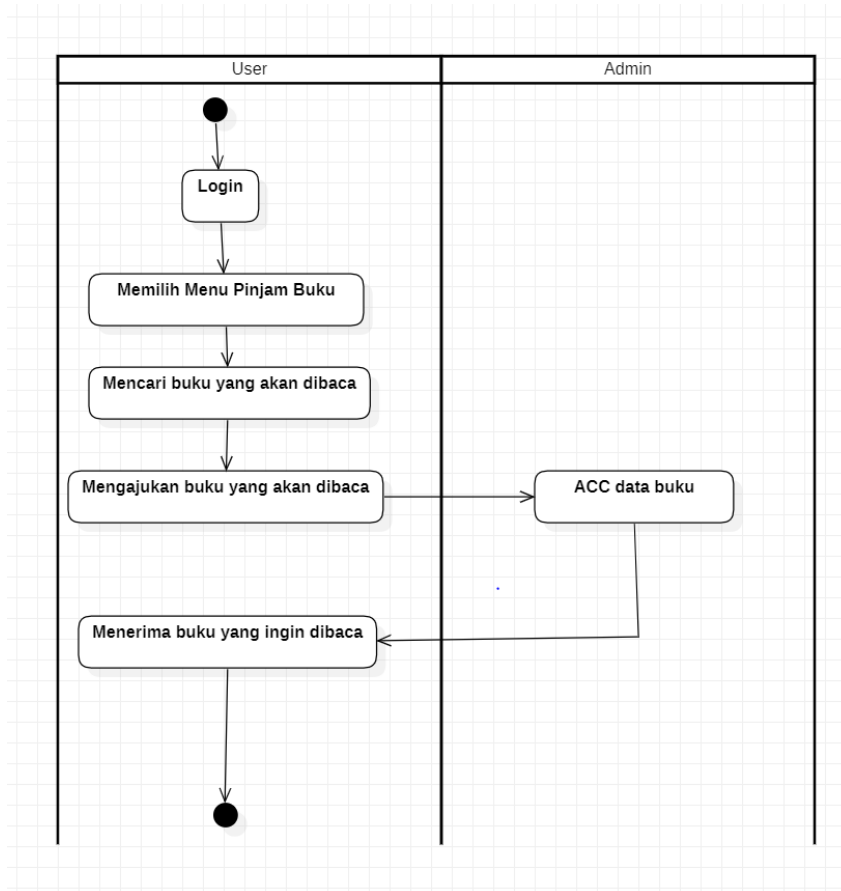 User
Admin
Login
Memilih Menu Pinjam Buku
Mencari buku yang akan dibaca
Mengajukan buku yang akan dibaca
ACC data buku
Menerima buku yang ingin dibaca